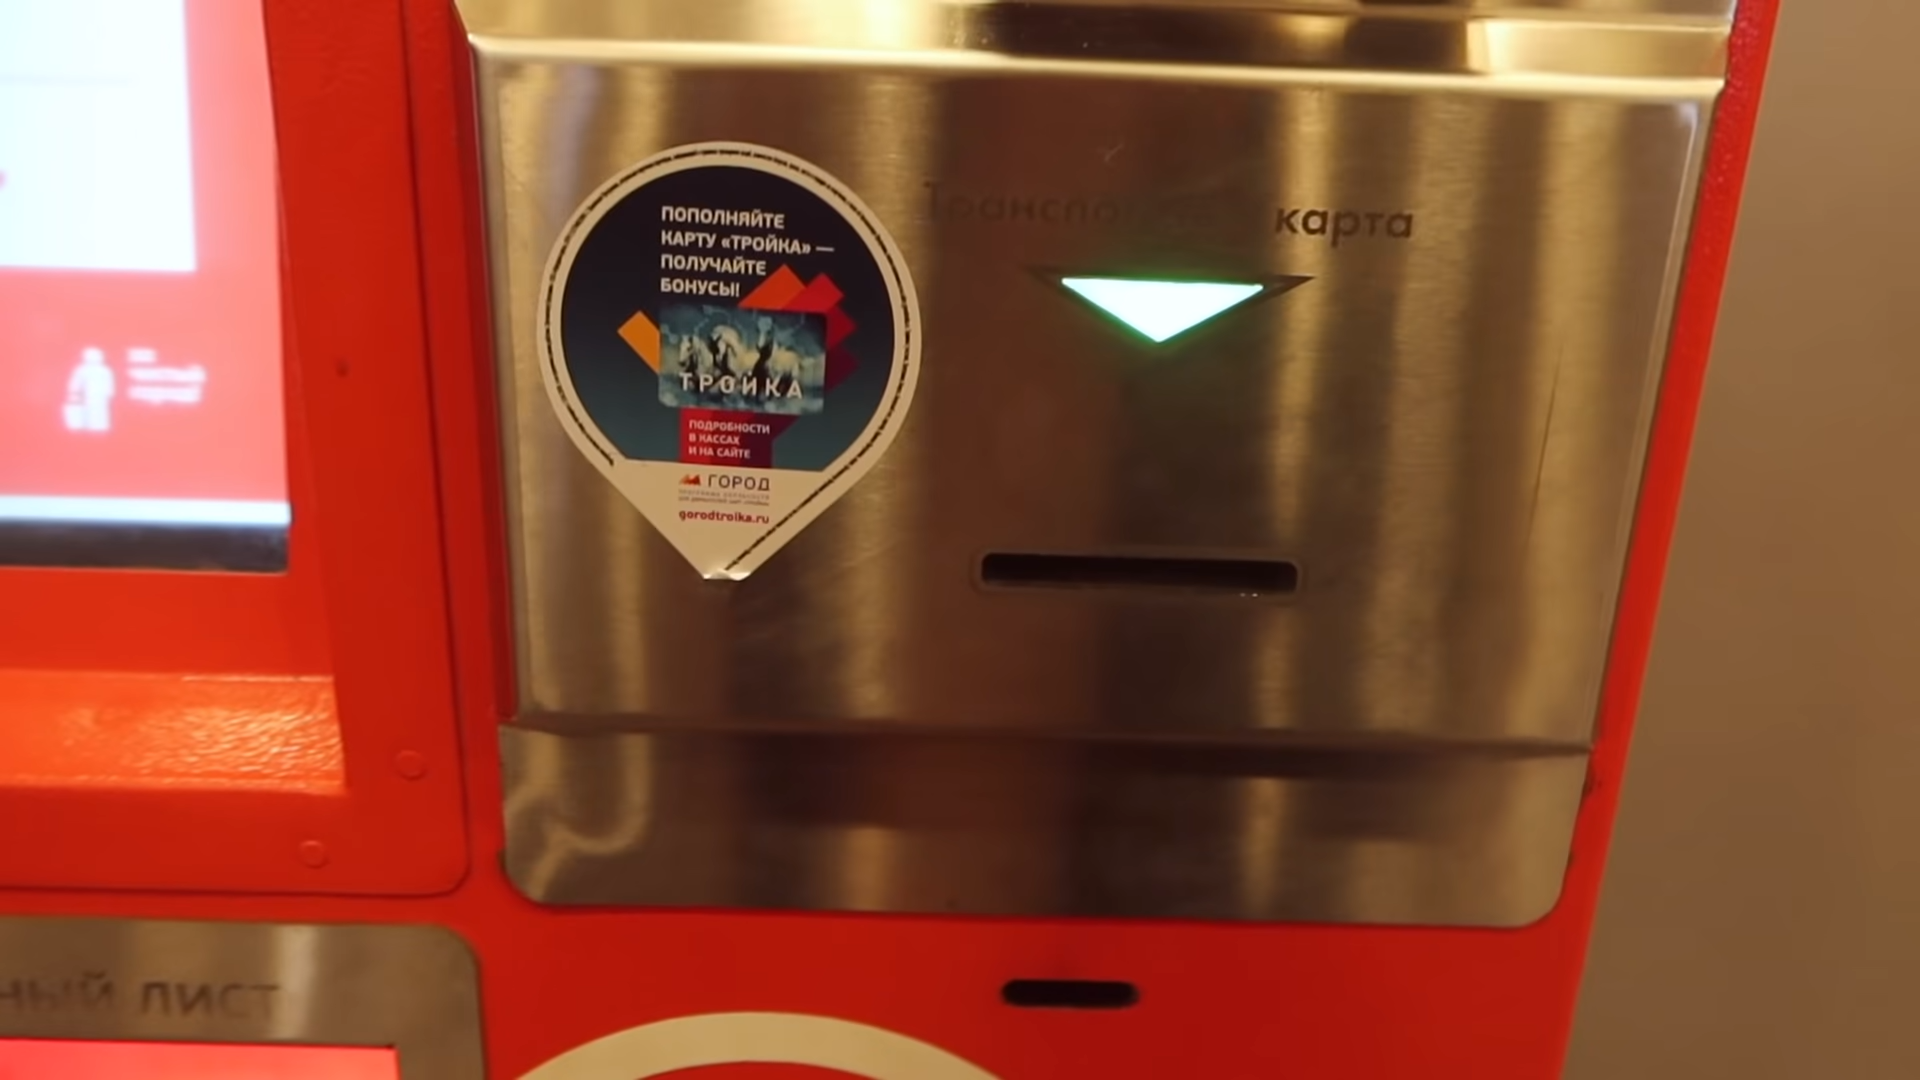 ПОПОЛНЯЙТЕ
КАРТУ «ТРОЙКА» —
ПОЛУЧАЙТЕ
БОНУСЫ!
ТРОЙКА
ПОДРОБНОСТИ
В КАССАХ
И НА САЙТЕ
ГОРОД
gorodtroika.ru
карта
ный лист